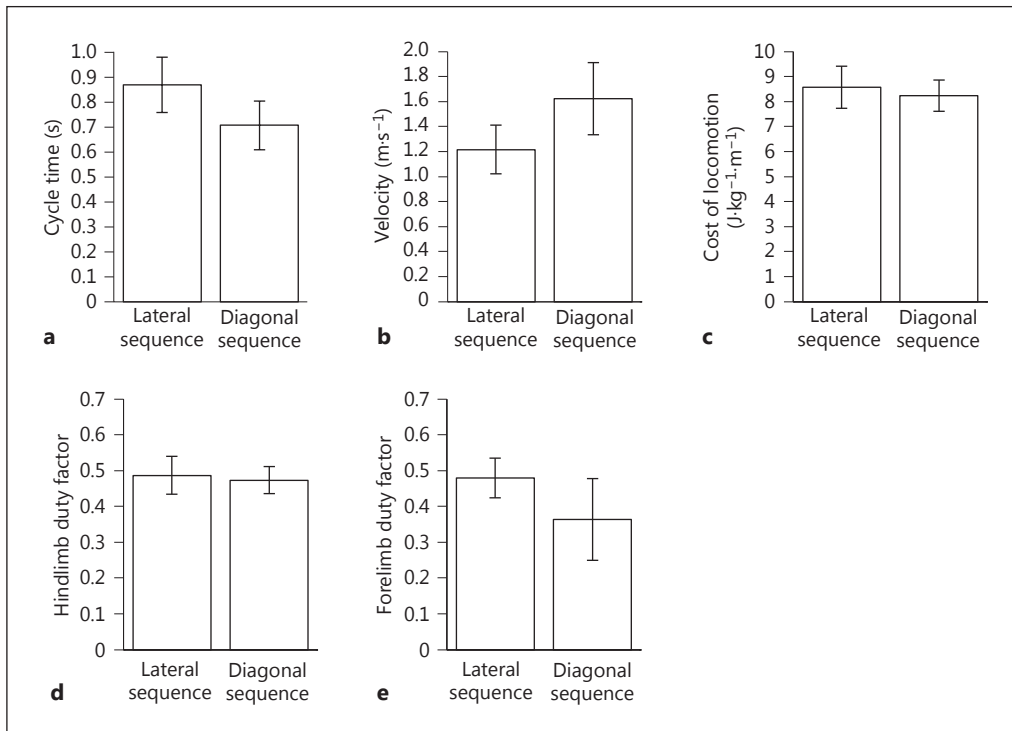 Cycle time (s)
1.0
0.9
0.8
0.7
0.6
0.5
0.4
0.3
0.2
0.1
0
Lateral
sequence
Diagonal
sequence
a
Velocity (m·s⁻¹)
2.0
1.8
1.6
1.4
1.2
1.0
0.8
0.6
0.4
0.2
0
Lateral
sequence
Diagonal
sequence
b
Cost of locomotion
(J·kg⁻¹·m⁻¹)
10
9
8
7
6
5
4
3
2
1
0
Lateral
sequence
Diagonal
sequence
c
Hindlimb duty factor
0.7
0.6
0.5
0.4
0.3
0.2
0.1
0
Lateral
sequence
Diagonal
sequence
d
Forelimb duty factor
0.7
0.6
0.5
0.4
0.3
0.2
0.1
0
Lateral
sequence
Diagonal
sequence
e